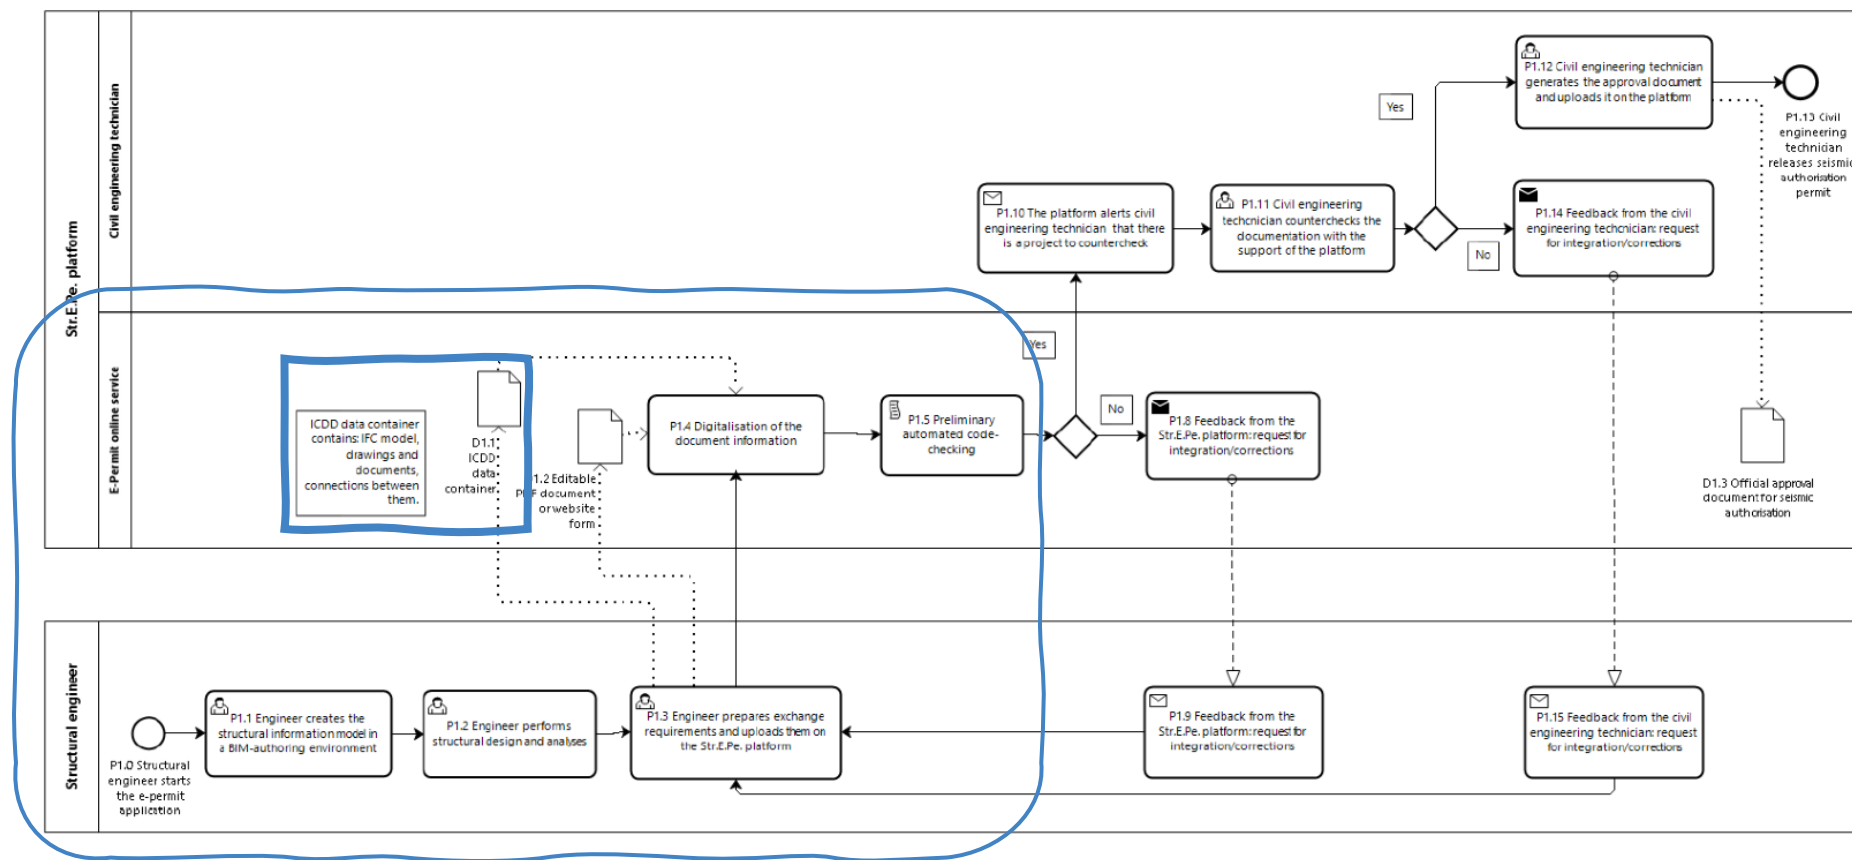 Str.E.Pe. platform
Civil engineering technician
P1.12 Civil engineering technician
generates the approval document
and uploads it on the platform
Yes
P1.13 Civil
engineering
technician
releases seismic
authorisation
permit
P1.10 The platform alerts civil
engineering technician that there
is a project to countercheck
P1.11 Civil engineering
techcnician counterchecks the
documentation with the
support of the platform
No
P1.14 Feedback from the civil
engineering techcnician: request
for integration/corrections
E-Permit online service
Yes
ICDD data container
contains: IFC model,
drawings and
documents,
connections between
them.
D1.1
ICDD
data
container
D1.2 Editable
PDF document
or website
form
P1.4 Digitalisation of the
document information
P1.5 Preliminary
automated code-
checking
No
P1.8 Feedback from the
Str.E.Pe. platform: request for
integration/corrections
D1.3 Official approval
document for seismic
authorisation
Structural engineer
P1.0 Structural
engineer starts
the e-permit
application
P1.1 Engineer creates the
structural information model in
a BIM-authoring environment
P1.2 Engineer performs
structural design and analyses
P1.3 Engineer prepares exchange
requirements and uploads them on
the Str.E.Pe. platform
P1.9 Feedback from the
Str.E.Pe. platform: request for
integration/corrections
P1.15 Feedback from the civil
engineering technician: request
for integration/corrections